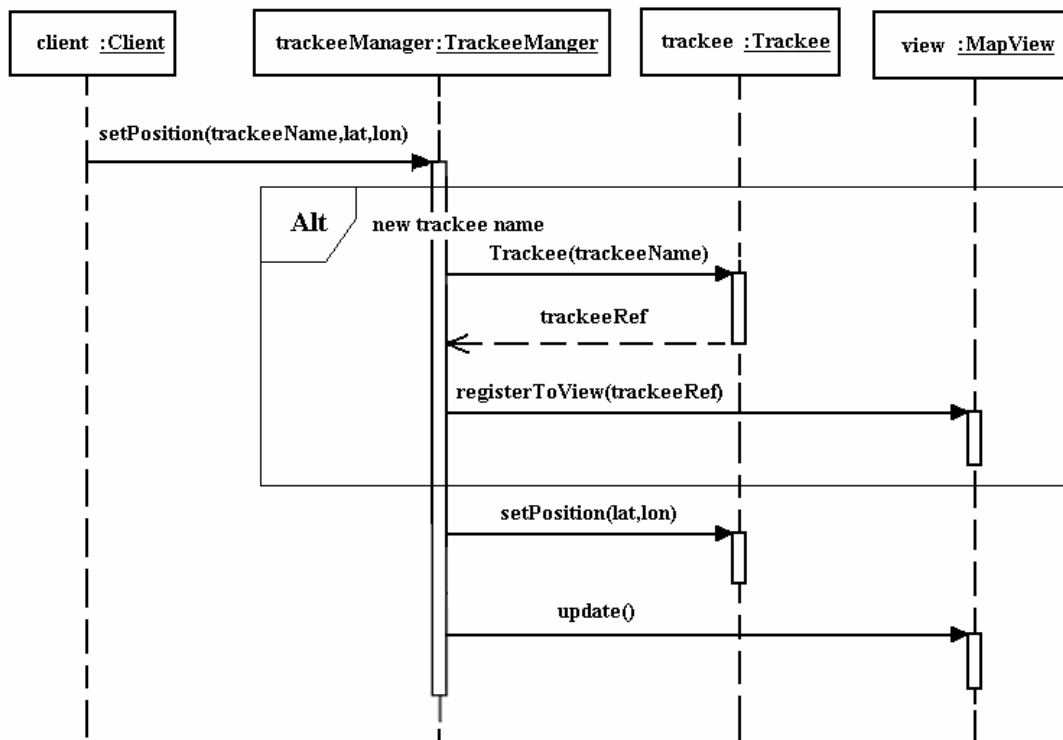 client :Client
trackeeManager:TrackeeManger
trackee :Trackee
view :MapView
setPosition(trackeeName,lat,lon)
Alt
new trackee name
Trackee(trackeeName)
trackeeRef
registerToView(trackeeRef)
setPosition(lat,lon)
update()